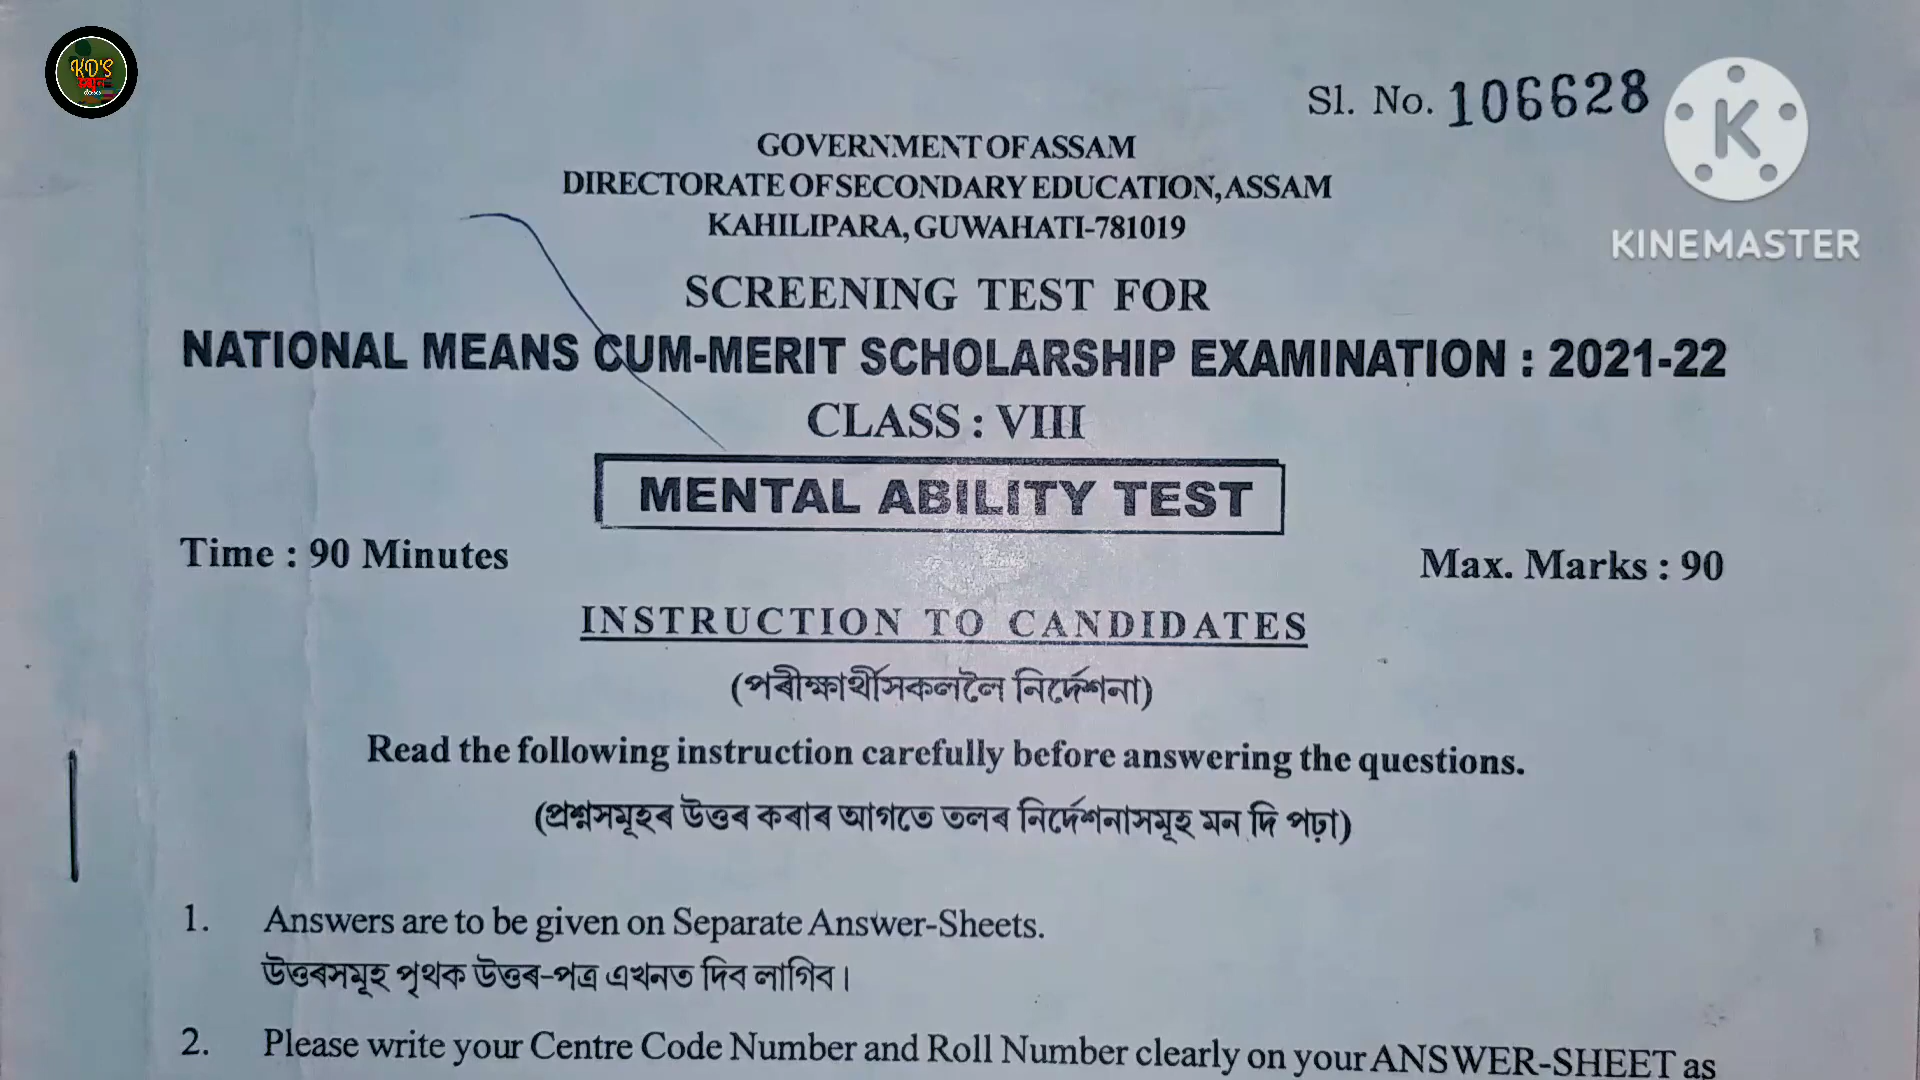 KD'S
Sl. No. 106628
K
KINEMASTER
GOVERNMENT OF ASSAM
DIRECTORATE OF SECONDARY EDUCATION, ASSAM
KAHILIPARA, GUWAHATI-781019
SCREENING TEST FOR
NATIONAL MEANS CUM-MERIT SCHOLARSHIP EXAMINATION : 2021-22
CLASS : VIII
MENTAL ABILITY TEST
Time : 90 Minutes
Max. Marks : 90
INSTRUCTION TO CANDIDATES
(পৰীক্ষাৰ্থীসকললৈ নিৰ্দেশনা)
Read the following instruction carefully before answering the questions.
(প্ৰশ্নসমূহৰ উত্তৰ কৰাৰ আগতে তলৰ নিৰ্দেশনাসমূহ মন দি পঢ়া)
1. Answers are to be given on Separate Answer-Sheets.
উত্তৰসমূহ পৃথক উত্তৰ-পত্ৰ এখনত দিব লাগিব।
2. Please write your Centre Code Number and Roll Number clearly on your ANSWER-SHEET as